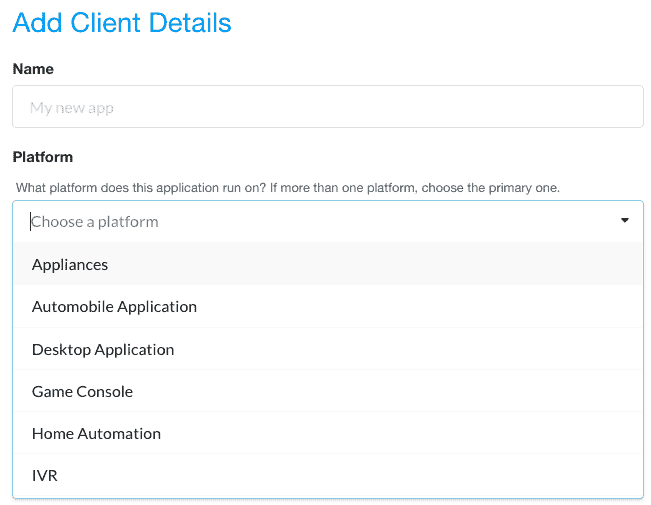 Add Client Details
Name
My new app
Platform
What platform does this application run on? If more than one platform, choose the primary one.
Choose a platform
Appliances
Automobile Application
Desktop Application
Game Console
Home Automation
IVR